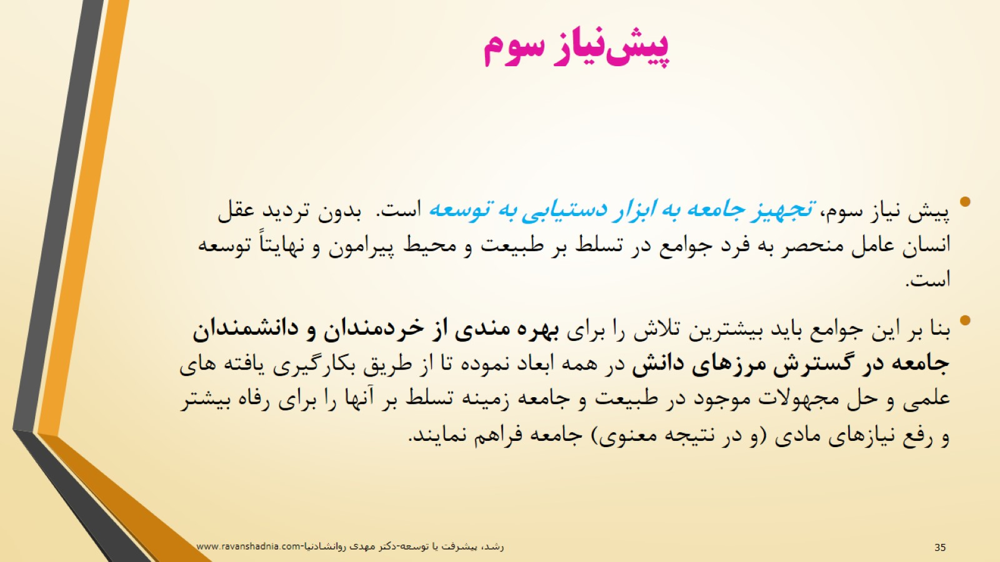 پیش‌نیاز سوم
پیش نیاز سوم، تجهیز جامعه به ابزار دستیابی به توسعه است. بدون تردید عقل
انسان عامل منحصر به فرد جوامع در تسلط بر طبیعت و محیط پیرامون و نهایتاً توسعه
است.
بنا بر این جوامع باید بیشترین تلاش را برای بهره مندی از خردمندان و دانشمندان
جامعه در گسترش مرزهای دانش در همه ابعاد نموده تا از طریق بکارگیری یافته های
علمی و حل مجهولات موجود در طبیعت و جامعه زمینه تسلط بر آنها را برای رفاه بیشتر
و رفع نیازهای مادی (و در نتیجه معنوی) جامعه فراهم نمایند.
رشد، پیشرفت یا توسعه-دکتر مهدی روانشادنیا-www.ravanshadnia.com
35